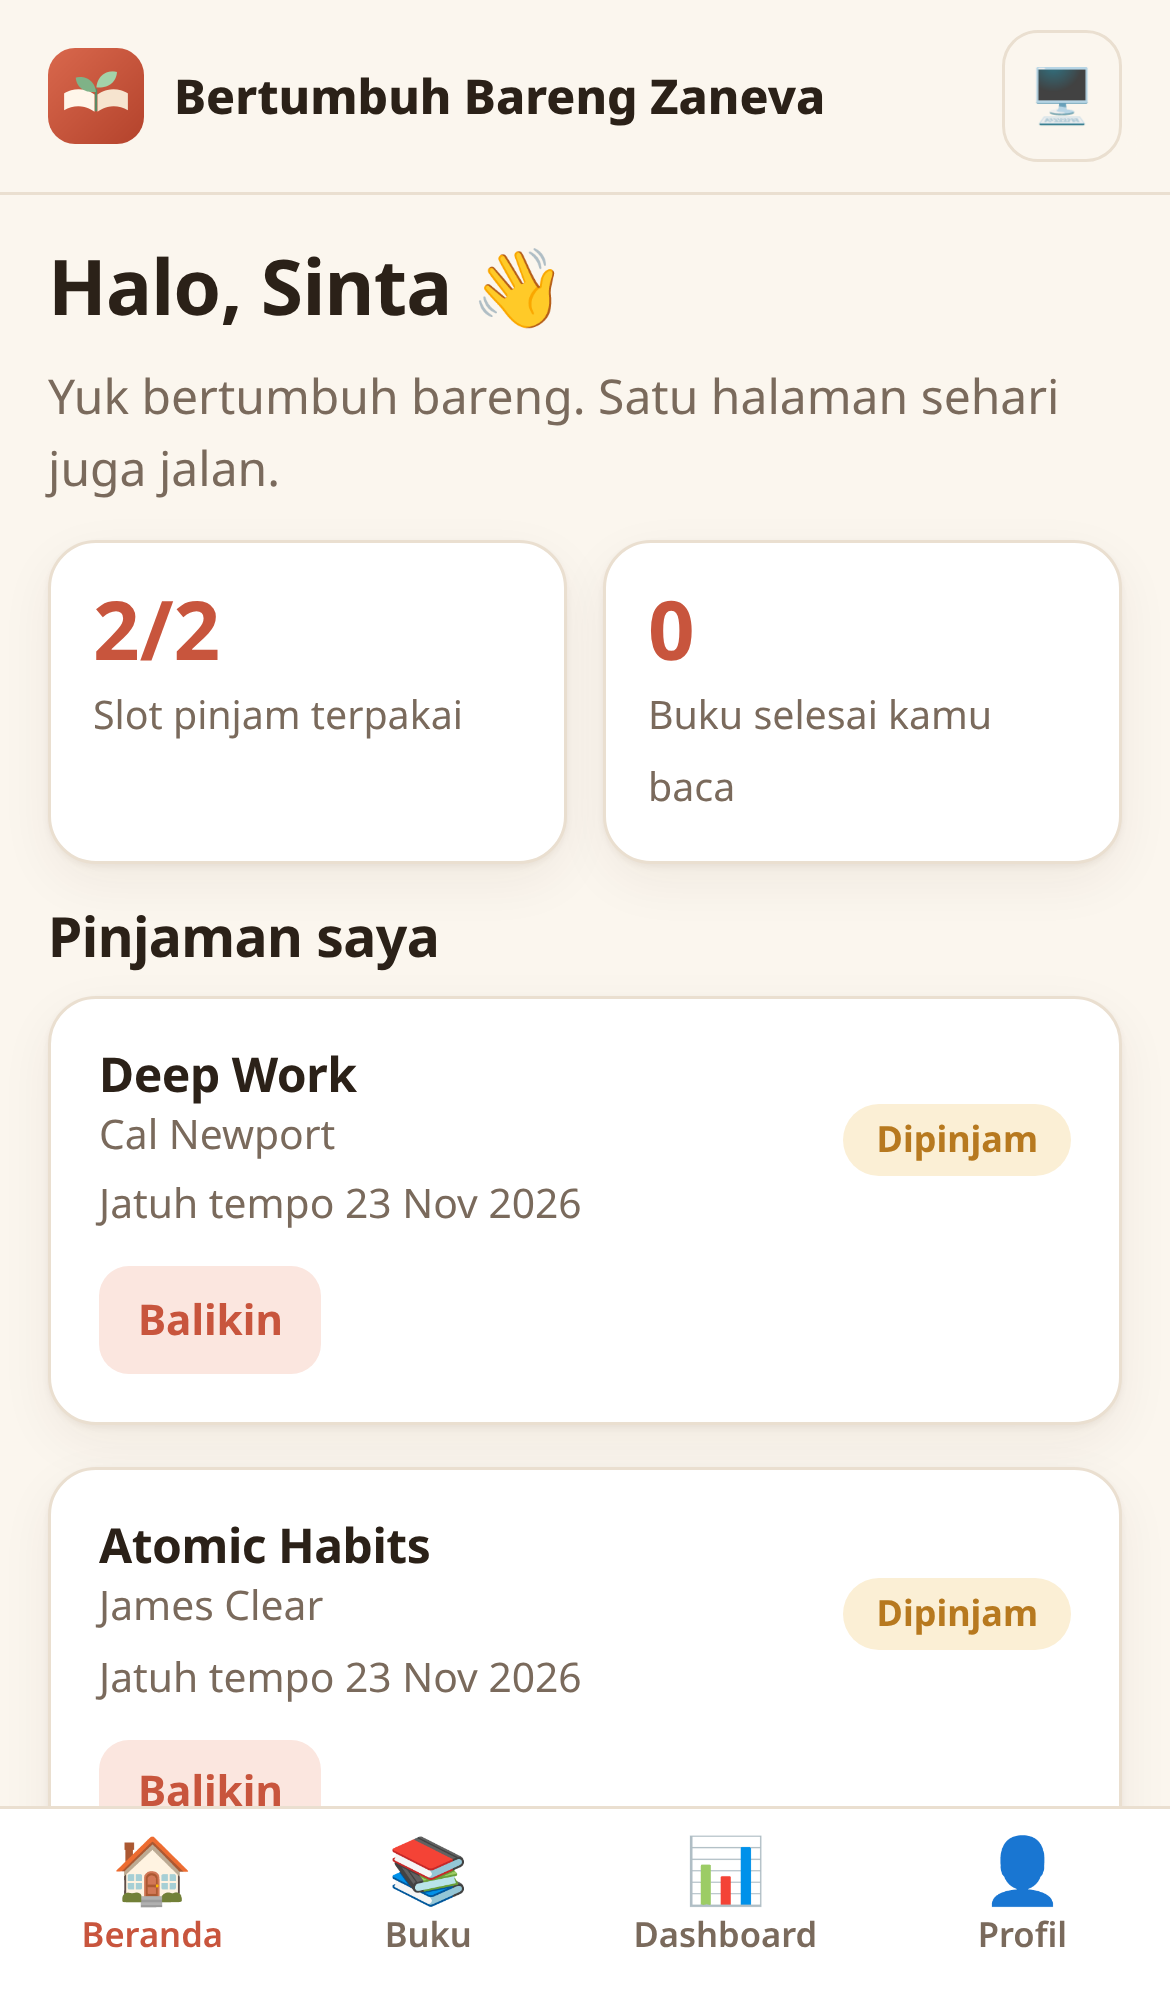 Bertumbuh Bareng Zaneva
Halo, Sinta 👋
Yuk bertumbuh bareng. Satu halaman sehari
juga jalan.
2/2
Slot pinjam terpakai
0
Buku selesai kamu
baca
Pinjaman saya
Deep Work
Cal Newport
Dipinjam
Jatuh tempo 23 Nov 2026
Balikin
Atomic Habits
James Clear
Dipinjam
Jatuh tempo 23 Nov 2026
Balikin
Beranda
Buku
Dashboard
Profil